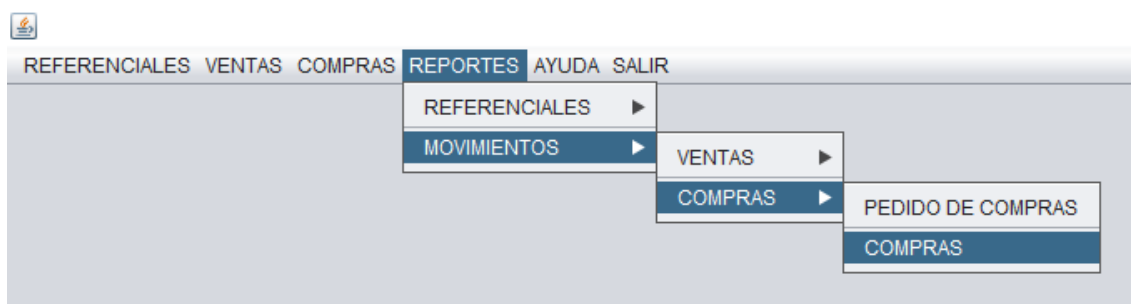 REFERENCIALES VENTAS COMPRAS REPORTES AYUDA SALIR
REFERENCIALES
MOVIMIENTOS
VENTAS
COMPRAS
PEDIDO DE COMPRAS
COMPRAS